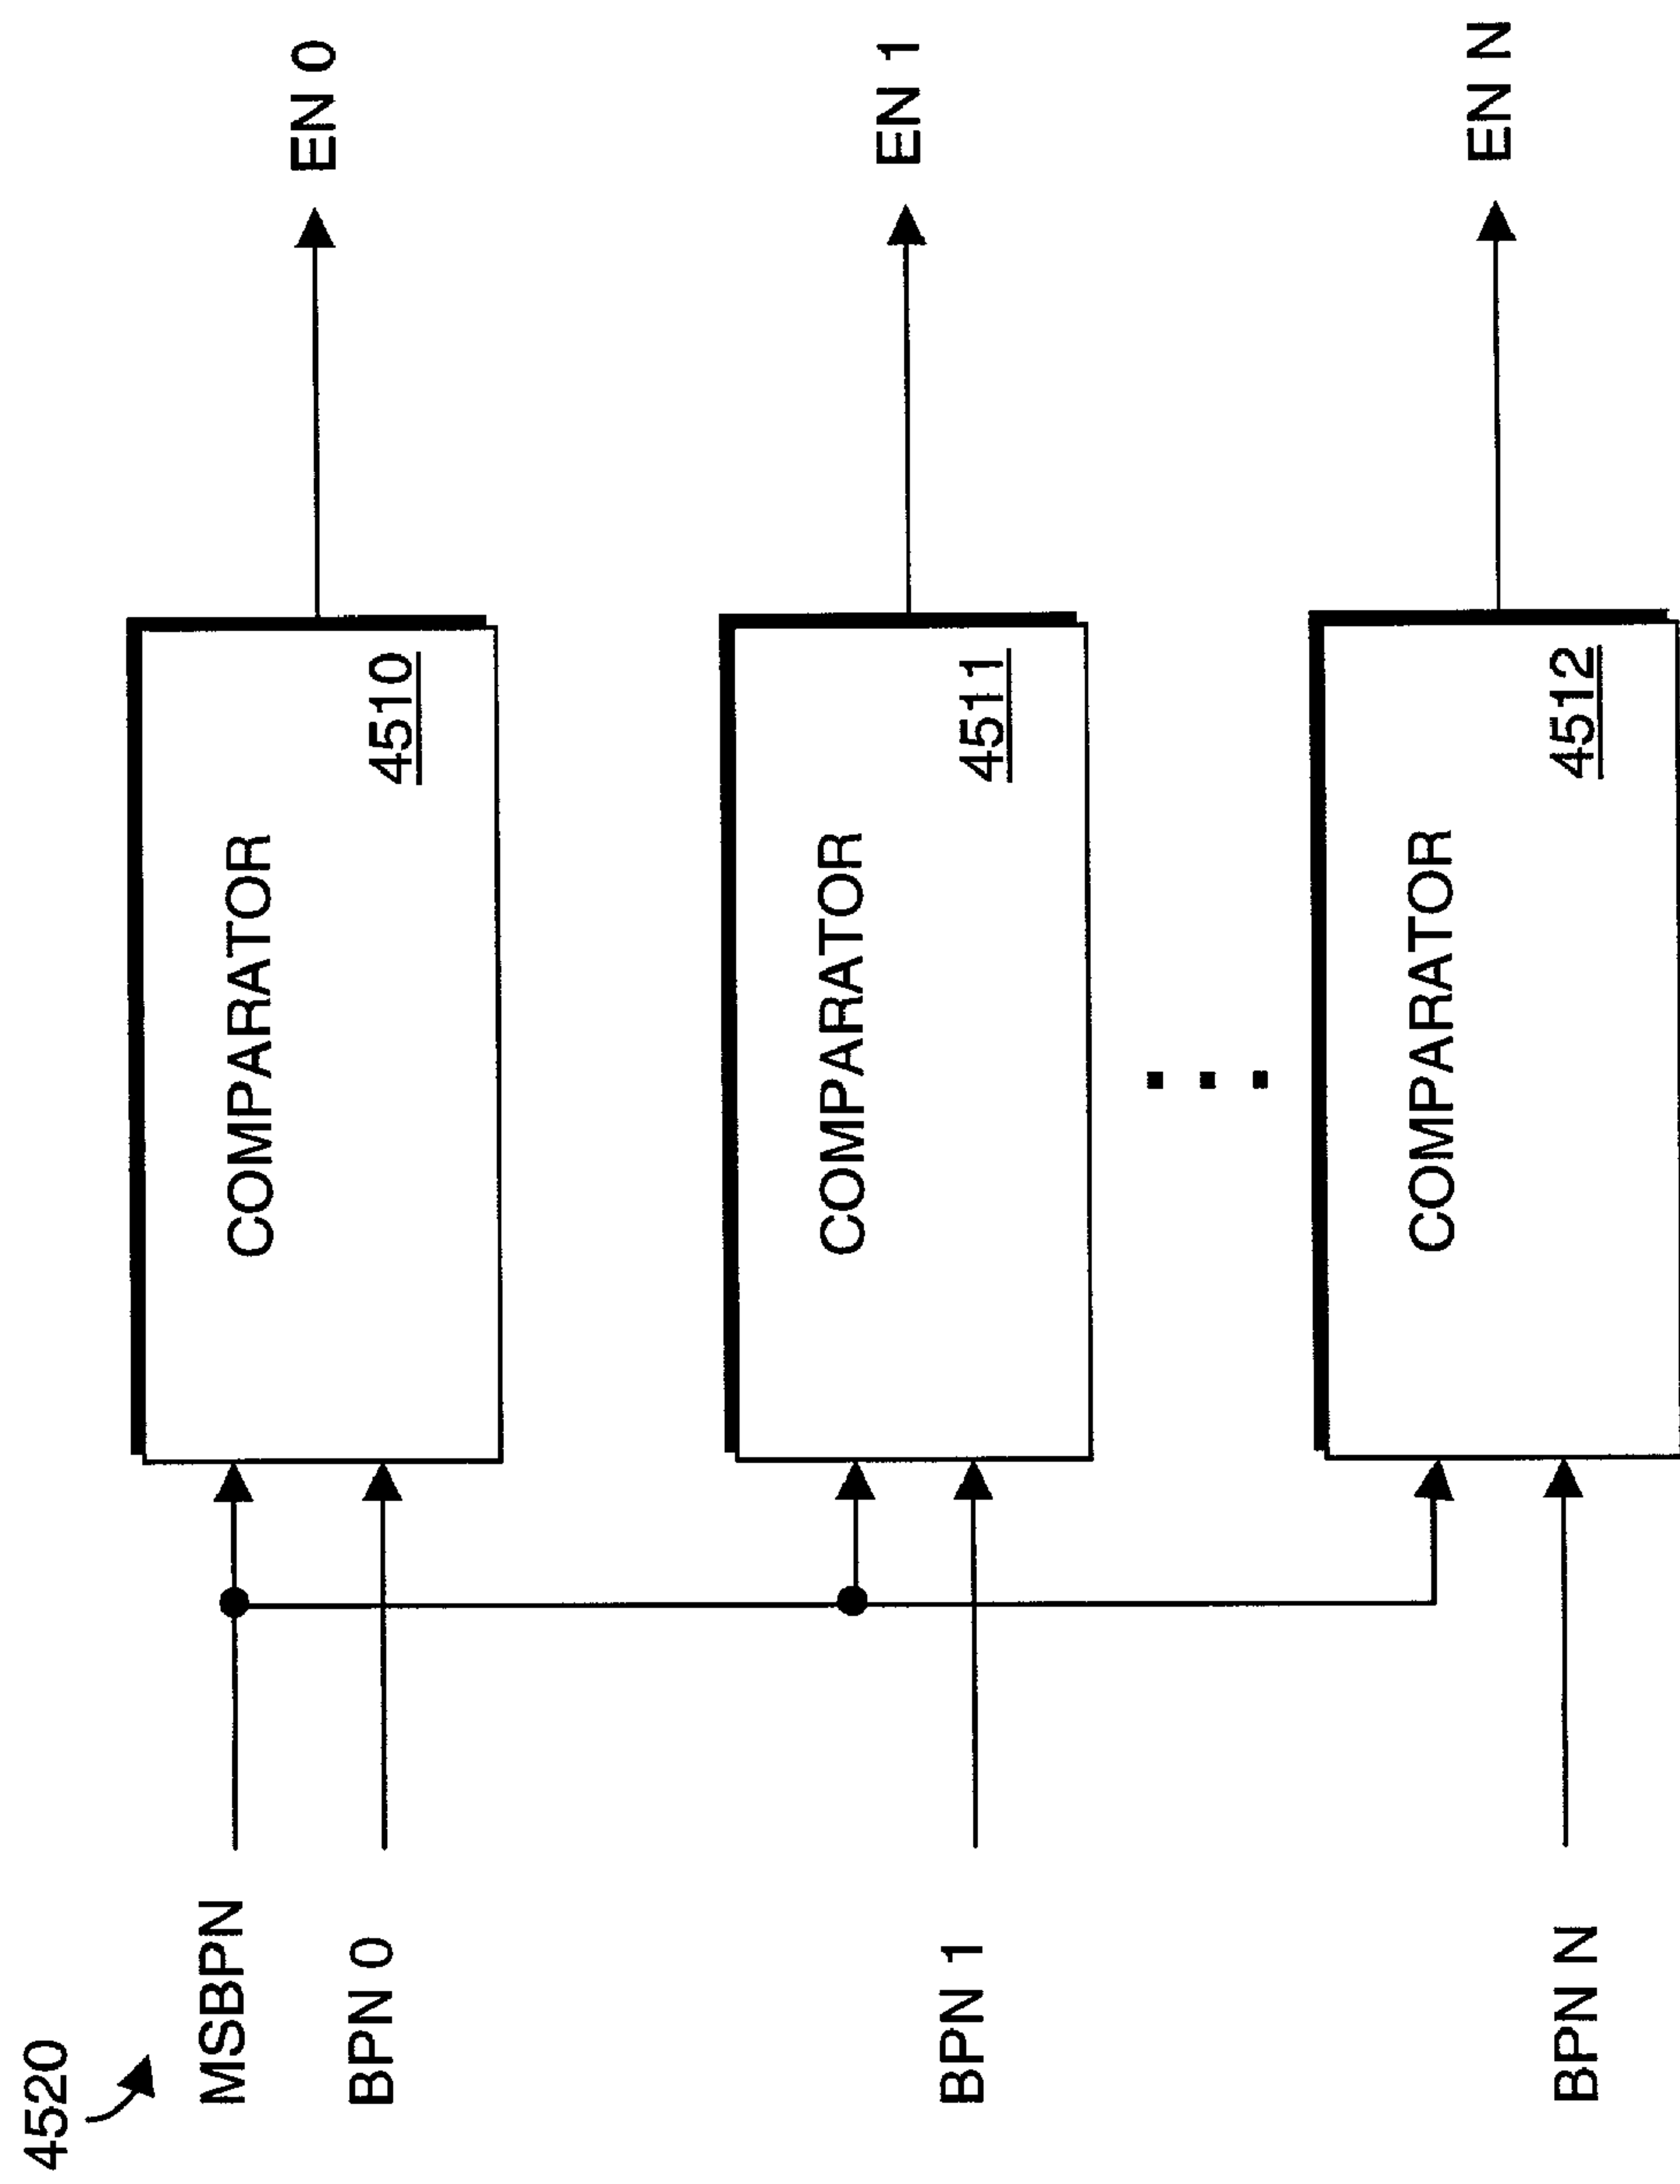 4520
MSBPN
BPN 0
COMPARATOR
4510
EN 0
BPN 1
COMPARATOR
4511
EN 1
BPN N
COMPARATOR
4512
EN N